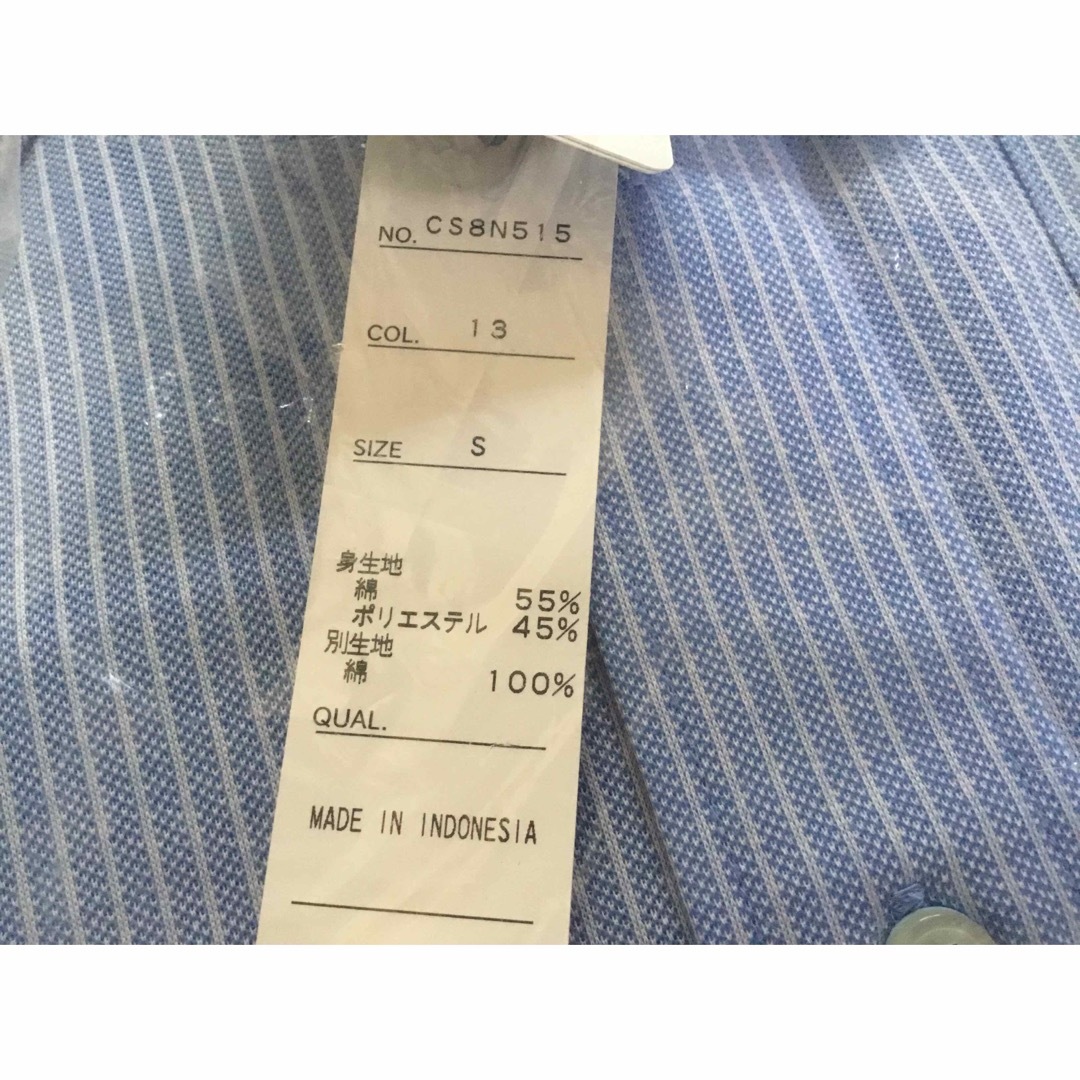 NO. CS8N515
COL. 13
SIZE S
身生地
綿 55%
ポリエステル 45%
別生地
綿 100%
QUAL.
MADE IN INDONESIA